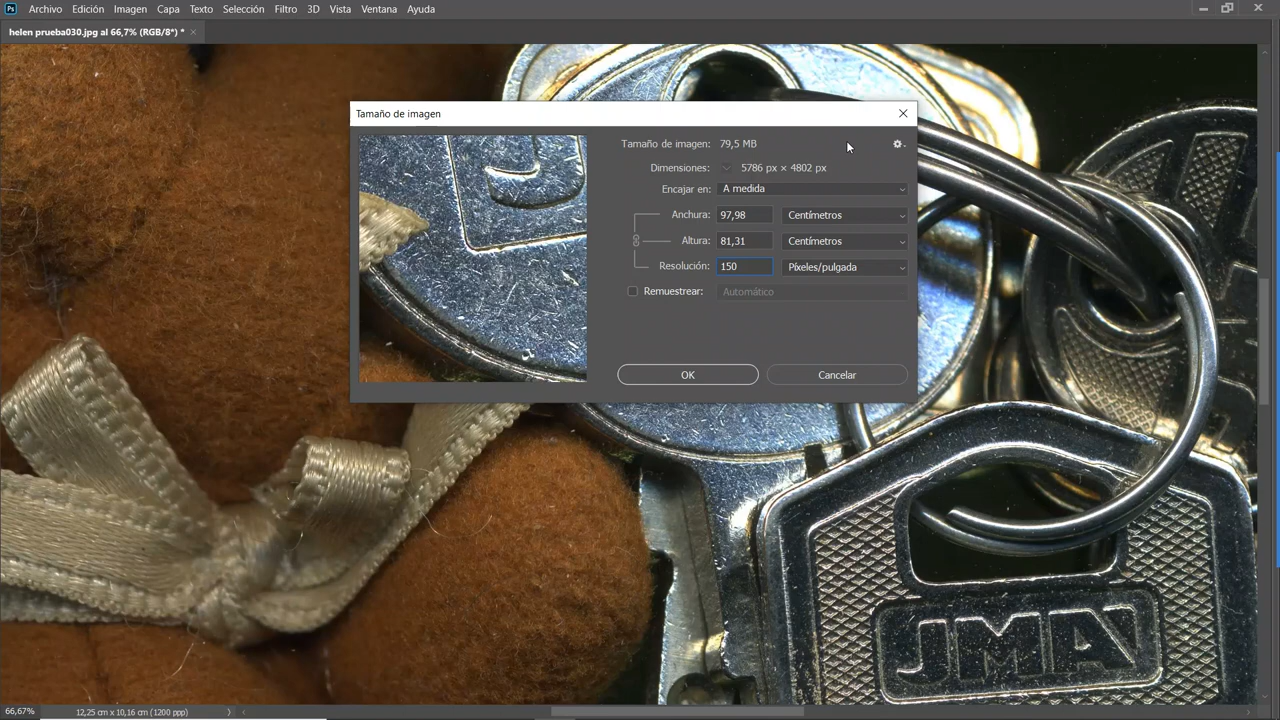 Ps Archivo Edición Imagen Capa Texto Selección Filtro 3D Vista Ventana Ayuda
helen prueba030.jpg al 66,7% (RGB/8*) * ×
Tamaño de imagen
Tamaño de imagen: 79,5 MB
Dimensiones: 5786 px × 4802 px
Encajar en: A medida
Anchura: 97,98 Centímetros
Altura: 81,31 Centímetros
Resolución: 150 Píxeles/pulgada
Remuestrear: Automático
OK Cancelar
JMA
66,67% 12,25 cm x 10,16 cm (1200 ppp)